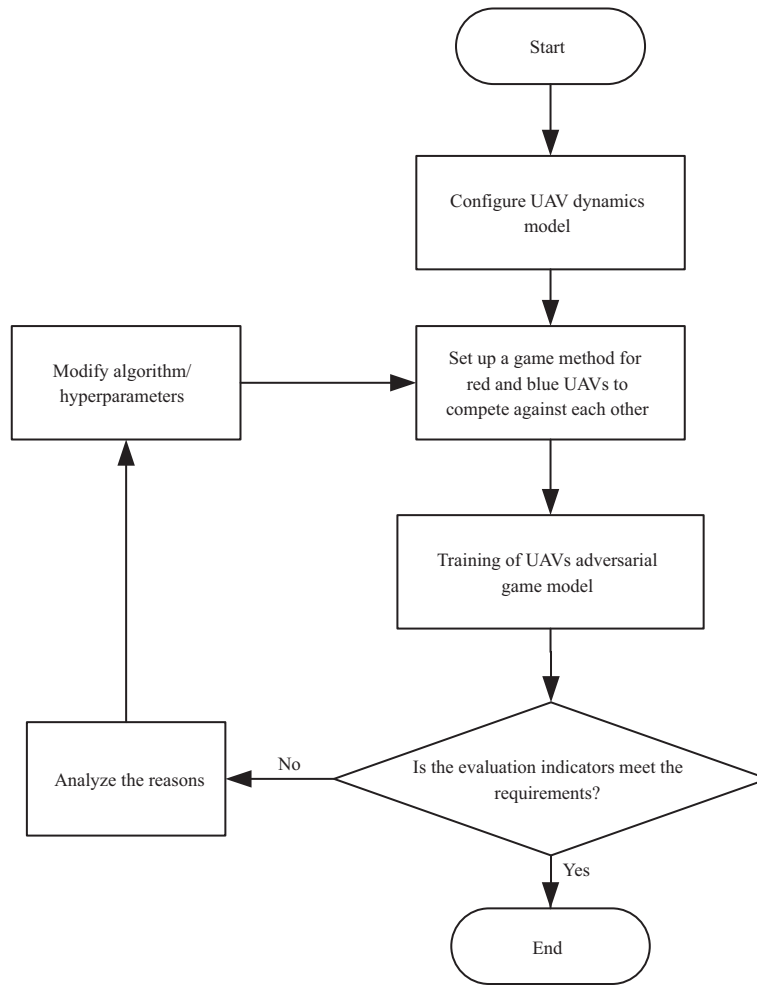 Start
Configure UAV dynamics
model
Modify algorithm/
hyperparameters
Set up a game method for
red and blue UAVs to
compete against each other
Training of UAVs adversarial
game model
Analyze the reasons
No
Is the evaluation indicators meet the
requirements?
Yes
End